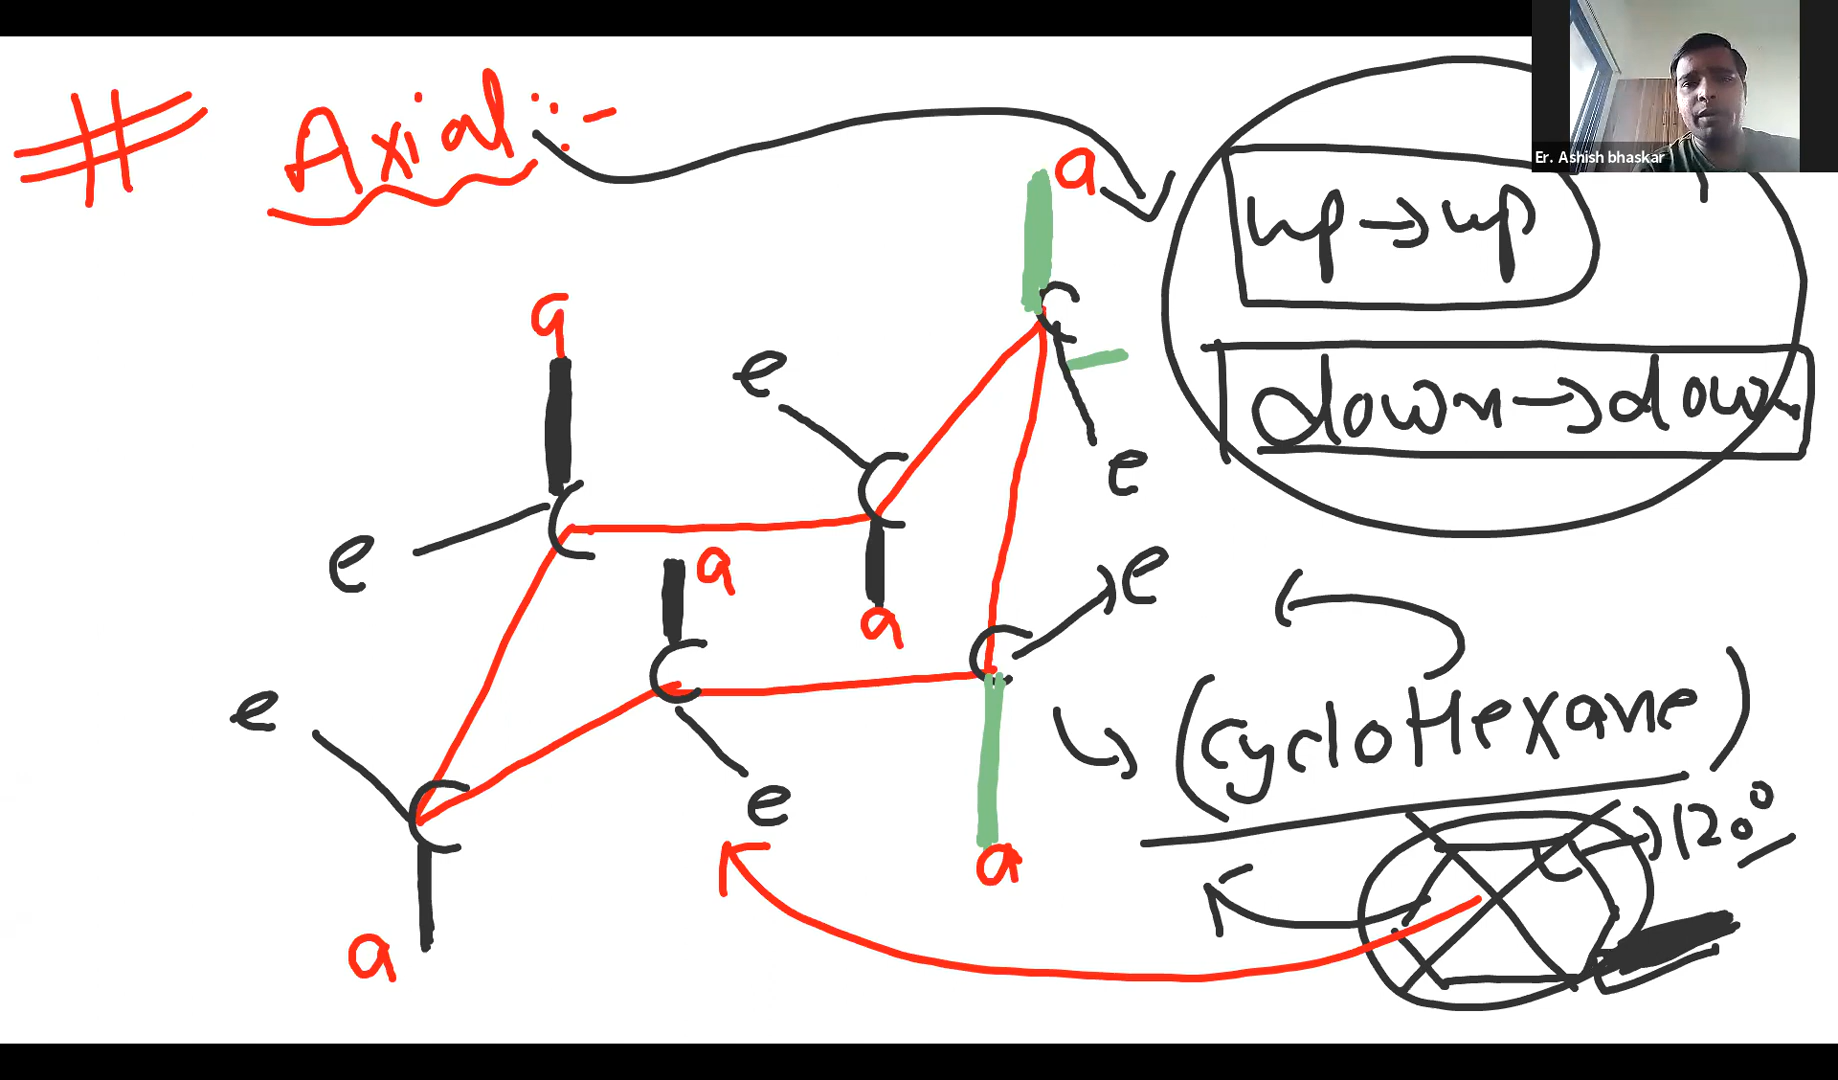 # Axial :-
Er. Ashish bhaskar
a
up → up
a
e
C
down → down
e
C
C
e
e
a
a
C
e
C
a
e
(cycloHexane)
C
e
120°
a
a